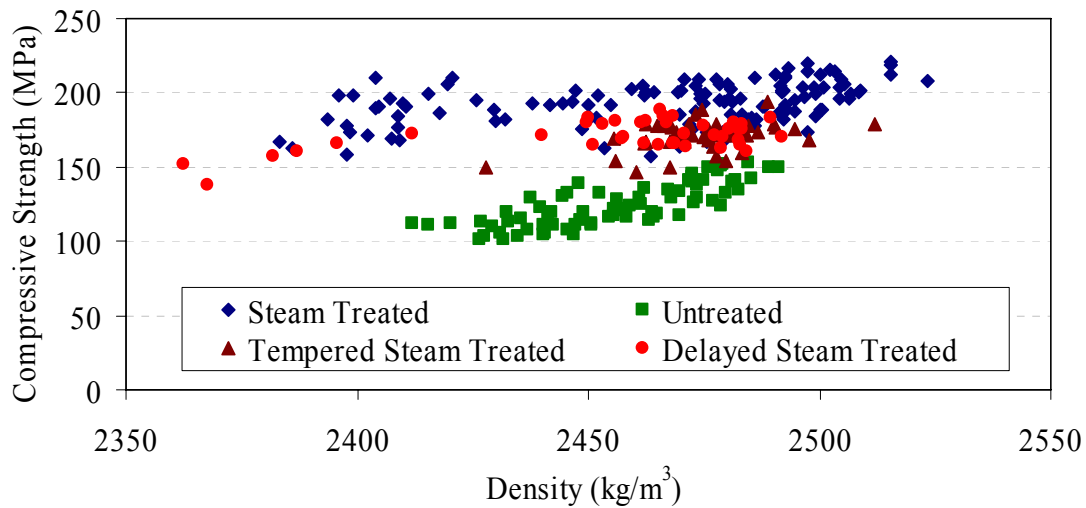 Compressive Strength (MPa)
250
200
150
100
50
0
Steam Treated
Untreated
Tempered Steam Treated
Delayed Steam Treated
2350
2400
2450
2500
2550
Density (kg/m³)